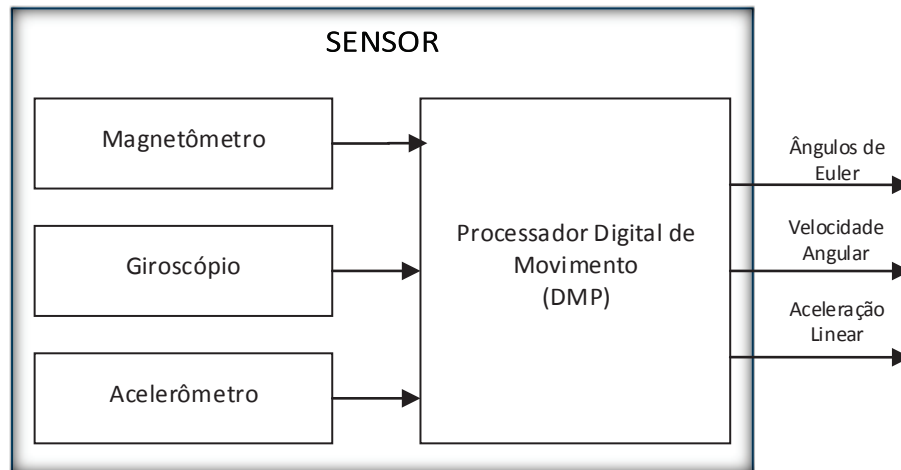 SENSOR
Magnetômetro
Giroscópio
Acelerômetro
Processador Digital de
Movimento
(DMP)
Ângulos de
Euler
Velocidade
Angular
Aceleração
Linear